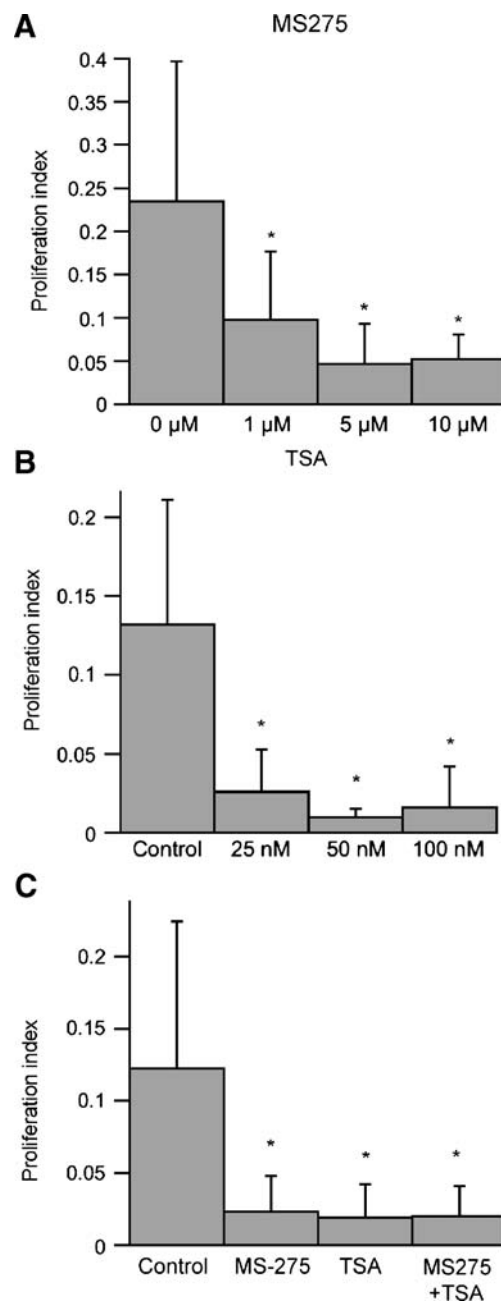 A
MS275
Proliferation index
0.4
0.35
0.3
0.25
0.2
0.15
0.1
0.05
0
*
*
*
0 µM 1 µM 5 µM 10 µM
B
TSA
Proliferation index
0.2
0.15
0.1
0.05
0
*
*
*
Control 25 nM 50 nM 100 nM
C
Proliferation index
0.2
0.15
0.1
0.05
0
*
*
*
Control MS-275 TSA MS275
+TSA